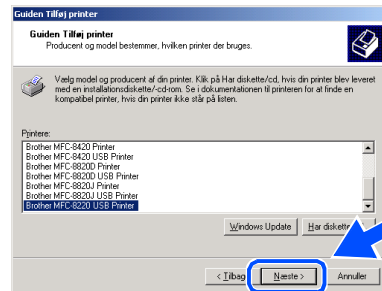 Guiden Tilføj printer
Guiden Tilføj printer
Producent og model bestemmer, hvilken printer der bruges.
Vælg model og producent af din printer. Klik på Har diskette/cd, hvis din printer blev leveret
med en installationsdiskette/-cd-rom. Se i dokumentationen til printeren for at finde en
kompatibel printer, hvis din printer ikke står på listen.
Printere:
Brother MFC-8420 Printer
Brother MFC-8420 USB Printer
Brother MFC-8820D Printer
Brother MFC-8820D USB Printer
Brother MFC-8820J Printer
Brother MFC-8820J USB Printer
Brother MFC-8220 USB Printer
Windows Update
Har diskette
< Tilbag
Næste >
Annuller